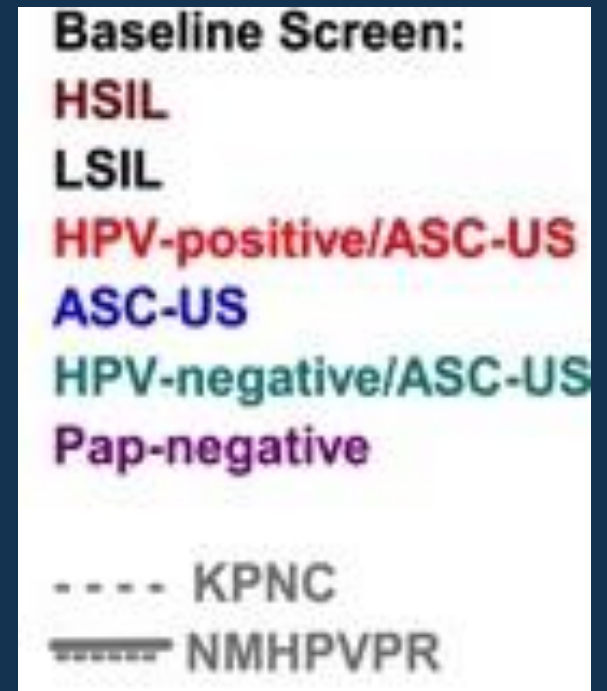 Baseline Screen:
HSIL
LSIL
HPV-positive/ASC-US
ASC-US
HPV-negative/ASC-US
Pap-negative
KPNC
NMHPVPR